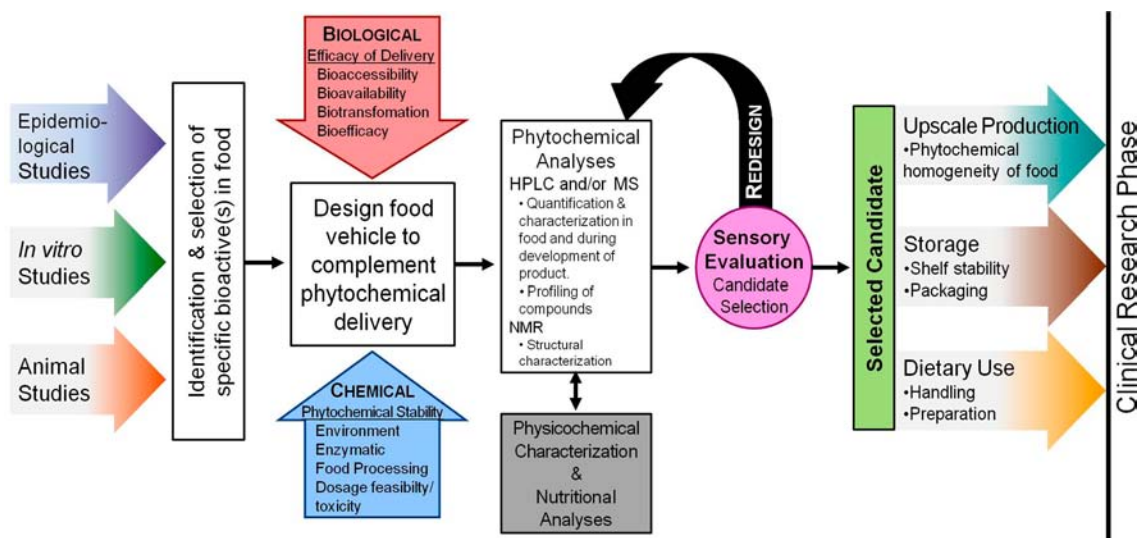 Epidemio-
logical
Studies
In vitro
Studies
Animal
Studies
Identification & selection of
specific bioactive(s) in food
BIOLOGICAL
Efficacy of Delivery
Bioaccessibility
Bioavailability
Biotransfomation
Bioefficacy
Design food
vehicle to
complement
phytochemical
delivery
CHEMICAL
Phytochemical Stability
Environment
Enzymatic
Food Processing
Dosage feasibilty/
toxicity
Phytochemical
Analyses
HPLC and/or MS
• Quantification &
characterization in
food and during
development of
product.
• Profiling of
compounds
NMR
• Structural
characterization
Physicochemical
Characterization
&
Nutritional
Analyses
REDESIGN
Sensory
Evaluation
Candidate
Selection
Selected Candidate
Upscale Production
•Phytochemical
homogeneity of food
Storage
•Shelf stability
•Packaging
Dietary Use
•Handling
•Preparation
Clinical Research Phase